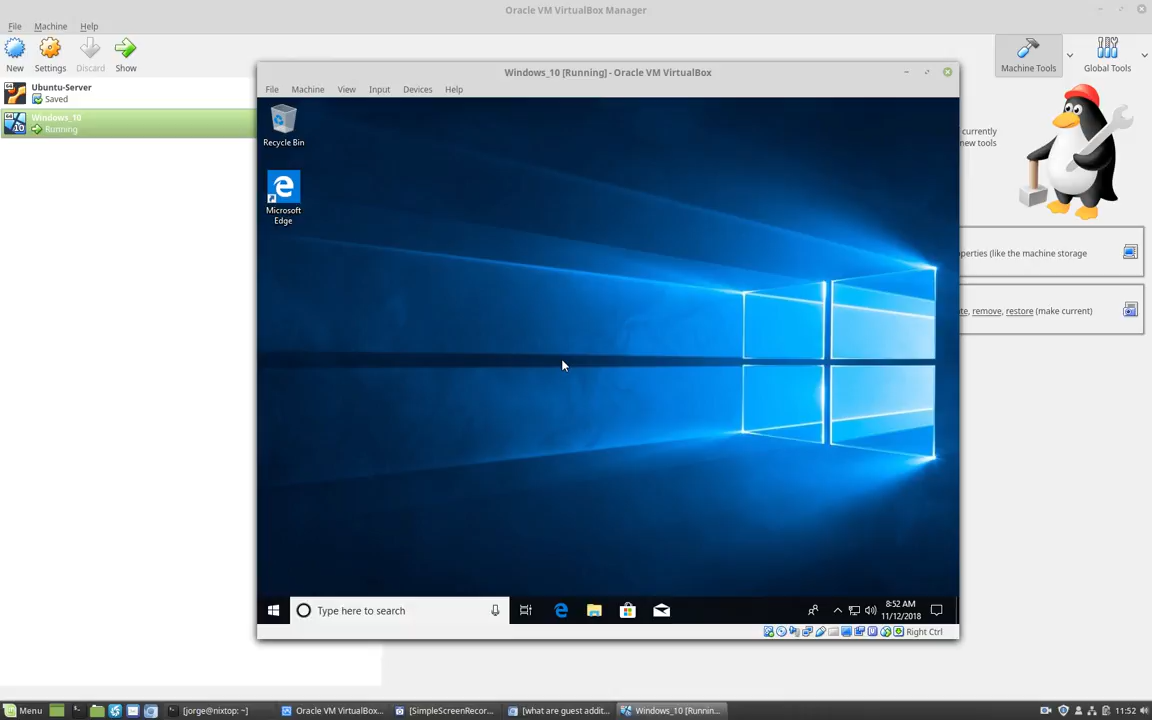 Oracle VM VirtualBox Manager
File Machine Help
New Settings Discard Show
Machine Tools Global Tools
Ubuntu-Server
Saved
Windows_10
Running
currently
new tools
operties (like the machine storage
remove, restore (make current)
Windows_10 [Running] - Oracle VM VirtualBox
File Machine View Input Devices Help
Recycle Bin
Microsoft
Edge
Type here to search
8:52 AM
11/12/2018
Right Ctrl
Menu
[jorge@nixtop: ~]
Oracle VM VirtualBox...
[SimpleScreenRecor...
[what are guest addit...
Windows_10 [Runnin...
11:52